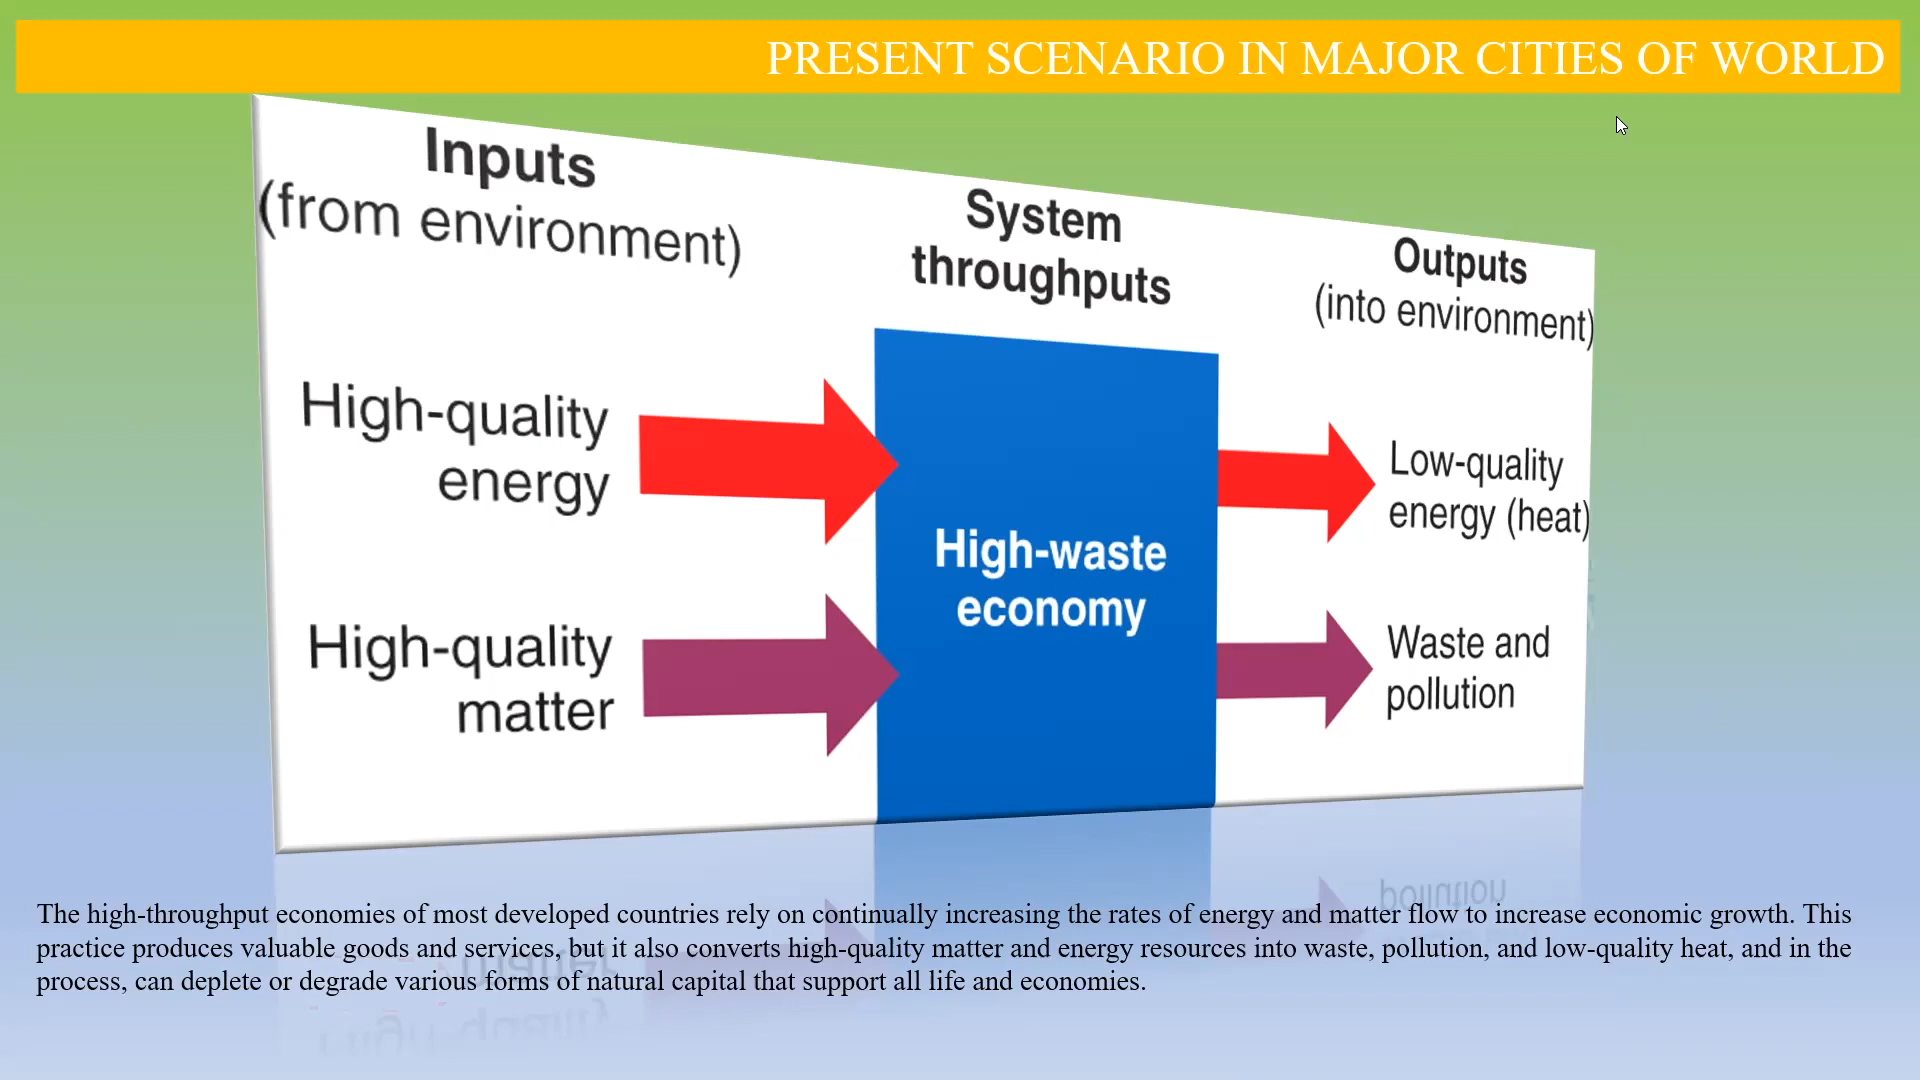 PRESENT SCENARIO IN MAJOR CITIES OF WORLD
Inputs
(from environment)
System
throughputs
Outputs
(into environment)
High-quality
energy
Low-quality
energy (heat)
High-waste
economy
High-quality
matter
Waste and
pollution
The high-throughput economies of most developed countries rely on continually increasing the rates of energy and matter flow to increase economic growth. This
practice produces valuable goods and services, but it also converts high-quality matter and energy resources into waste, pollution, and low-quality heat, and in the
process, can deplete or degrade various forms of natural capital that support all life and economies.